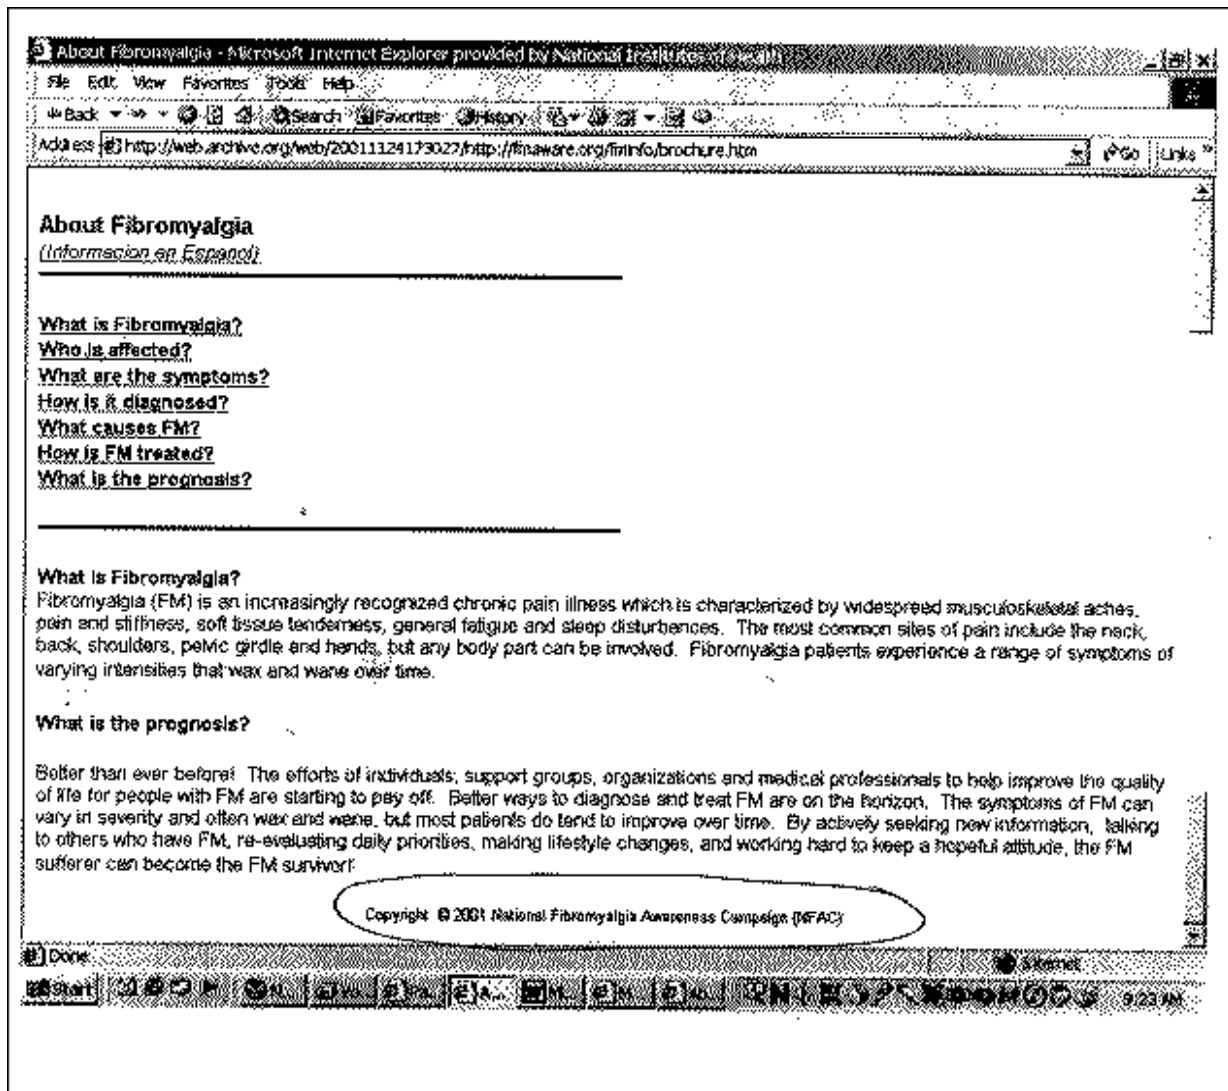 About Fibromyalgia - Microsoft Internet Explorer provided by National Institutes of Health
File Edit View Favorites Tools Help
Back Search Favorites History
Address http://web.archive.org/web/20011124173027/http://fmaware.org/fminfo/brochure.htm Go Links »
About Fibromyalgia
(Informacion en Espanol)
What is Fibromyalgia?
Who is affected?
What are the symptoms?
How is it diagnosed?
What causes FM?
How is FM treated?
What is the prognosis?
What is Fibromyalgia?
Fibromyalgia (FM) is an increasingly recognized chronic pain illness which is characterized by widespread musculoskeletal aches,
pain and stiffness, soft tissue tenderness, general fatigue and sleep disturbances. The most common sites of pain include the neck,
back, shoulders, pelvic girdle and hands, but any body part can be involved. Fibromyalgia patients experience a range of symptoms of
varying intensities that wax and wane over time.
What is the prognosis?
Better than ever before! The efforts of individuals, support groups, organizations and medical professionals to help improve the quality
of life for people with FM are starting to pay off. Better ways to diagnose and treat FM are on the horizon. The symptoms of FM can
vary in severity and often wax and wane, but most patients do tend to improve over time. By actively seeking new information, talking
to others who have FM, re-evaluating daily priorities, making lifestyle changes, and working hard to keep a hopeful attitude, the FM
sufferer can become the FM survivor!
Copyright © 2001 National Fibromyalgia Awareness Campaign (NFAC)
Done Internet
Start 9:23 AM